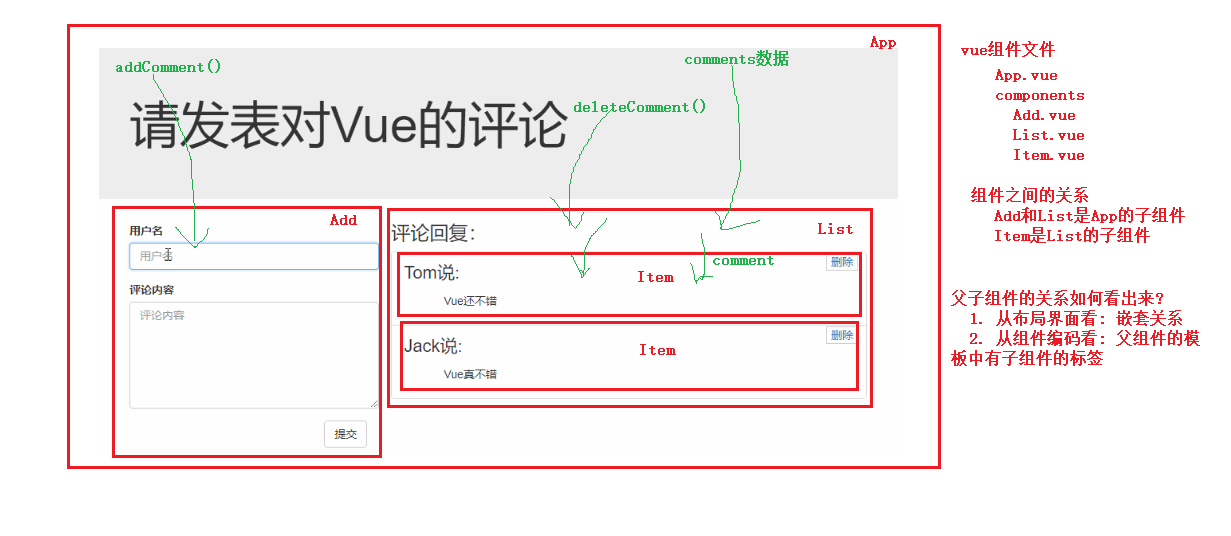 App
addComment()
comments数据
deleteComment()
请发表对Vue的评论
Add
用户名
用户名
评论内容
评论内容
提交
List
评论回复：
comment
Item
删除
Tom说:
Vue还不错
Item
删除
Jack说:
Vue真不错
vue组件文件
App.vue
components
Add.vue
List.vue
Item.vue
组件之间的关系
Add和List是App的子组件
Item是List的子组件
父子组件的关系如何看出来?
1. 从布局界面看: 嵌套关系
2. 从组件编码看: 父组件的模
板中有子组件的标签